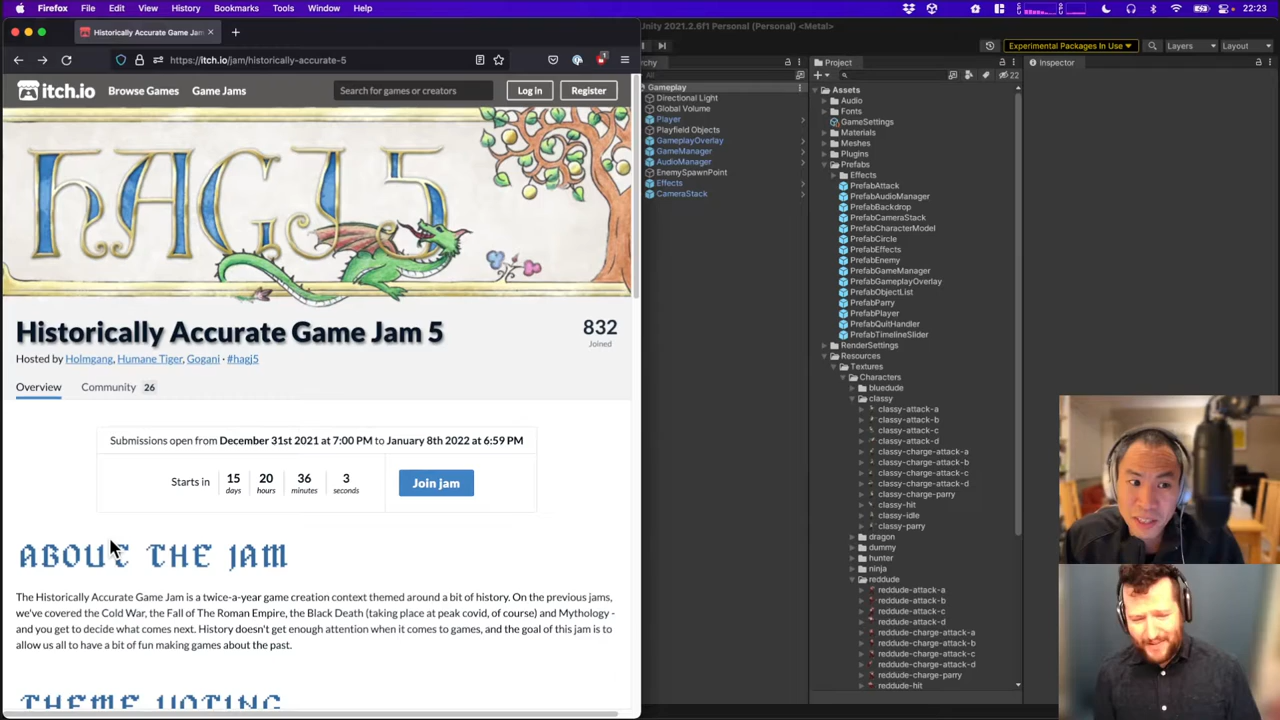 Firefox File Edit View History Bookmarks Tools Window Help
22:23
Historically Accurate Game Jam
https://itch.io/jam/historically-accurate-5
1
itch.io
Browse Games
Game Jams
Search for games or creators
Log in
Register
HAGJ5
Historically Accurate Game Jam 5
832
Joined
Hosted by Holmgang, Humane Tiger, Gogani · #hagj5
Overview
Community 26
Submissions open from December 31st 2021 at 7:00 PM to January 8th 2022 at 6:59 PM
Starts in
15 20 36 3
days hours minutes seconds
Join jam
ABOUT THE JAM
The Historically Accurate Game Jam is a twice-a-year game creation context themed around a bit of history. On the previous jams,
we've covered the Cold War, the Fall of The Roman Empire, the Black Death (taking place at peak covid, of course) and Mythology -
and you get to decide what comes next. History doesn't get enough attention when it comes to games, and the goal of this jam is to
allow us all to have a bit of fun making games about the past.
THEME VOTING
Unity 2021.2.6f1 Personal (Personal) <Metal>
Experimental Packages In Use
Layers
Layout
All
Gameplay
Directional Light
Global Volume
Player
Playfield Objects
GameplayOverlay
GameManager
AudioManager
EnemySpawnPoint
Effects
CameraStack
Project
22
Assets
Audio
Fonts
GameSettings
Materials
Meshes
Plugins
Prefabs
Effects
PrefabAttack
PrefabAudioManager
PrefabBackdrop
PrefabCameraStack
PrefabCharacterModel
PrefabCircle
PrefabEffects
PrefabEnemy
PrefabGameManager
PrefabGameplayOverlay
PrefabObjectList
PrefabParry
PrefabPlayer
PrefabQuitHandler
PrefabTimelineSlider
RenderSettings
Resources
Textures
Characters
bluedude
classy
classy-attack-a
classy-attack-b
classy-attack-c
classy-attack-d
classy-charge-attack-a
classy-charge-attack-b
classy-charge-attack-c
classy-charge-attack-d
classy-charge-parry
classy-hit
classy-idle
classy-parry
dragon
dummy
hunter
ninja
reddude
reddude-attack-a
reddude-attack-b
reddude-attack-c
reddude-attack-d
reddude-charge-attack-a
reddude-charge-attack-b
reddude-charge-attack-c
reddude-charge-attack-d
reddude-charge-parry
reddude-hit
Inspector